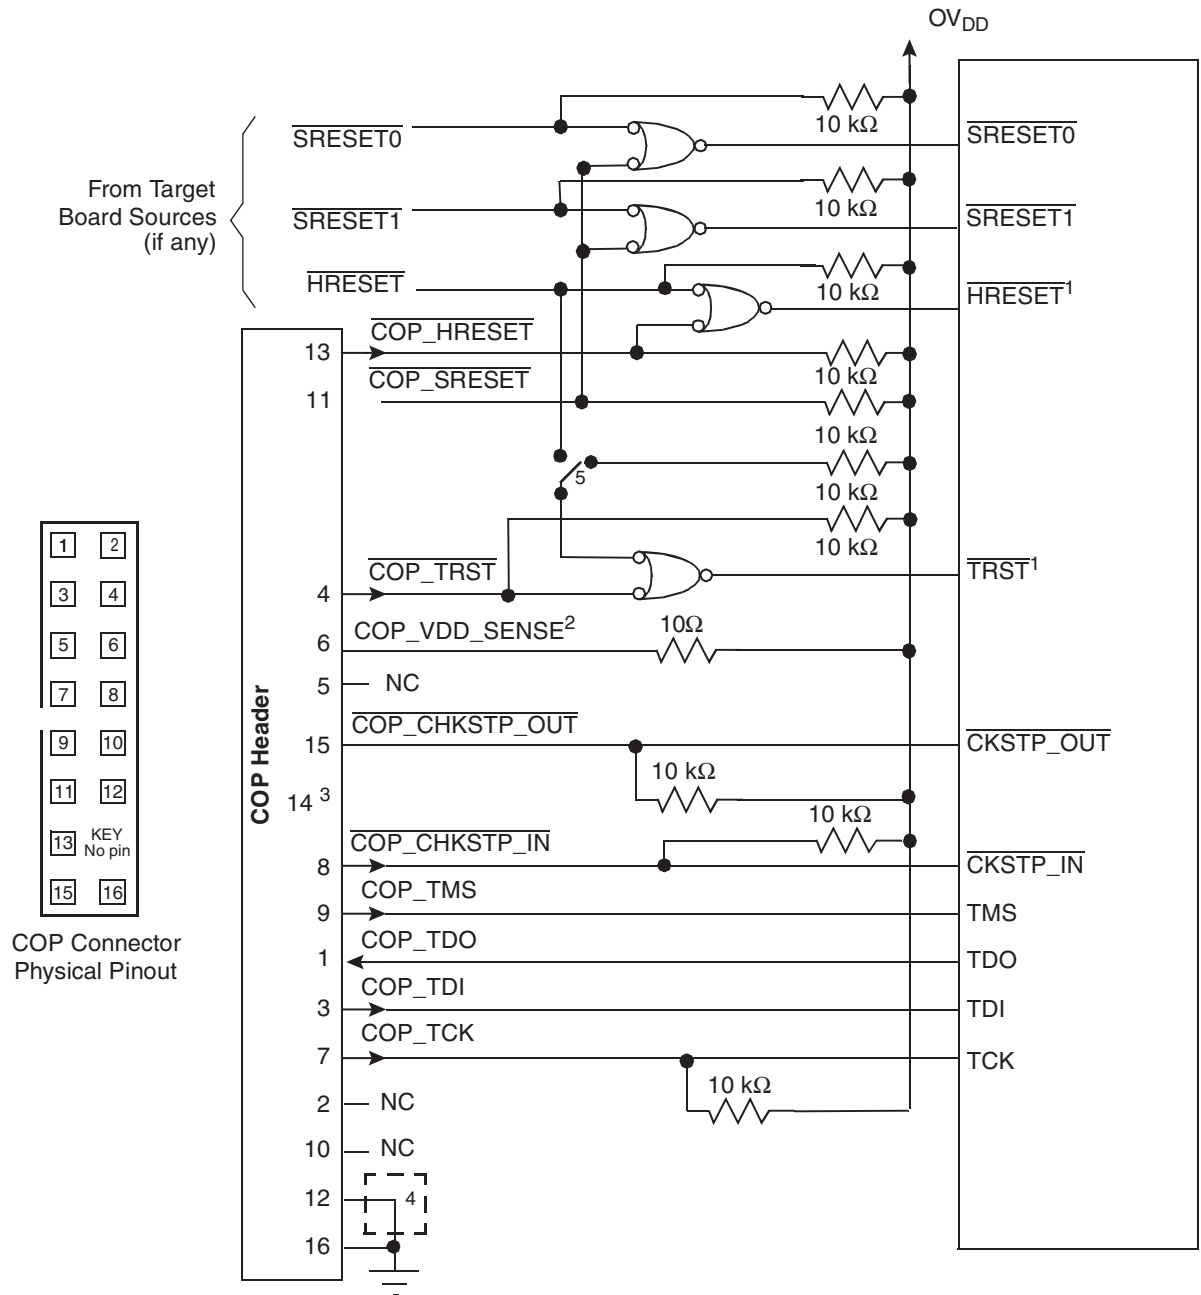 OVDD
10 kΩ
SRESET0
SRESET0
From Target
Board Sources
(if any)
10 kΩ
SRESET1
SRESET1
HRESET
10 kΩ
HRESET1
13
COP_HRESET
10 kΩ
11
COP_SRESET
10 kΩ
5
10 kΩ
10 kΩ
4
COP_TRST
TRST1
6
COP_VDD_SENSE2
10Ω
5
NC
15
COP_CHKSTP_OUT
CKSTP_OUT
10 kΩ
14 3
10 kΩ
8
COP_CHKSTP_IN
CKSTP_IN
9
COP_TMS
TMS
1
COP_TDO
TDO
3
COP_TDI
TDI
7
COP_TCK
TCK
10 kΩ
2
NC
10
NC
12
4
16
COP Header
1 2
3 4
5 6
7 8
9 10
11 12
13 KEY
No pin
15 16
COP Connector
Physical Pinout